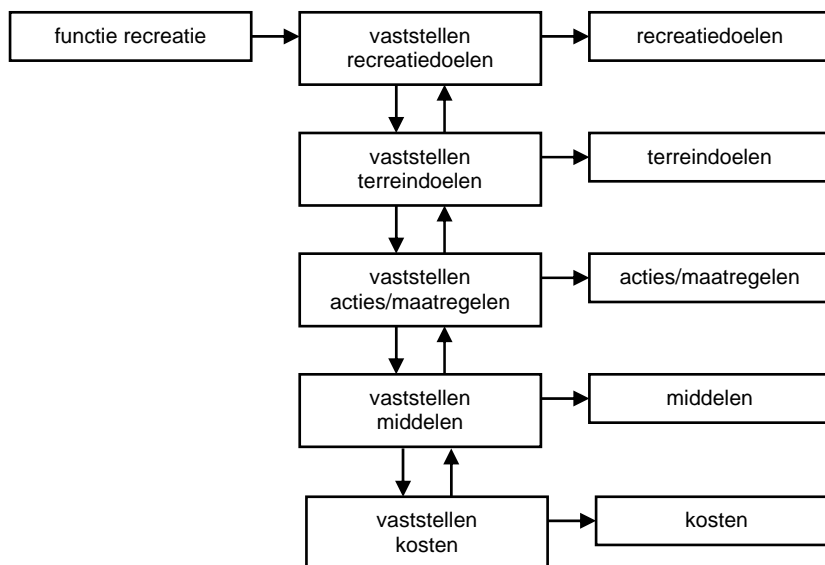 functie recreatie
vaststellen
recreatiedoelen
recreatiedoelen
vaststellen
terreindoelen
terreindoelen
vaststellen
acties/maatregelen
acties/maatregelen
vaststellen
middelen
middelen
vaststellen
kosten
kosten